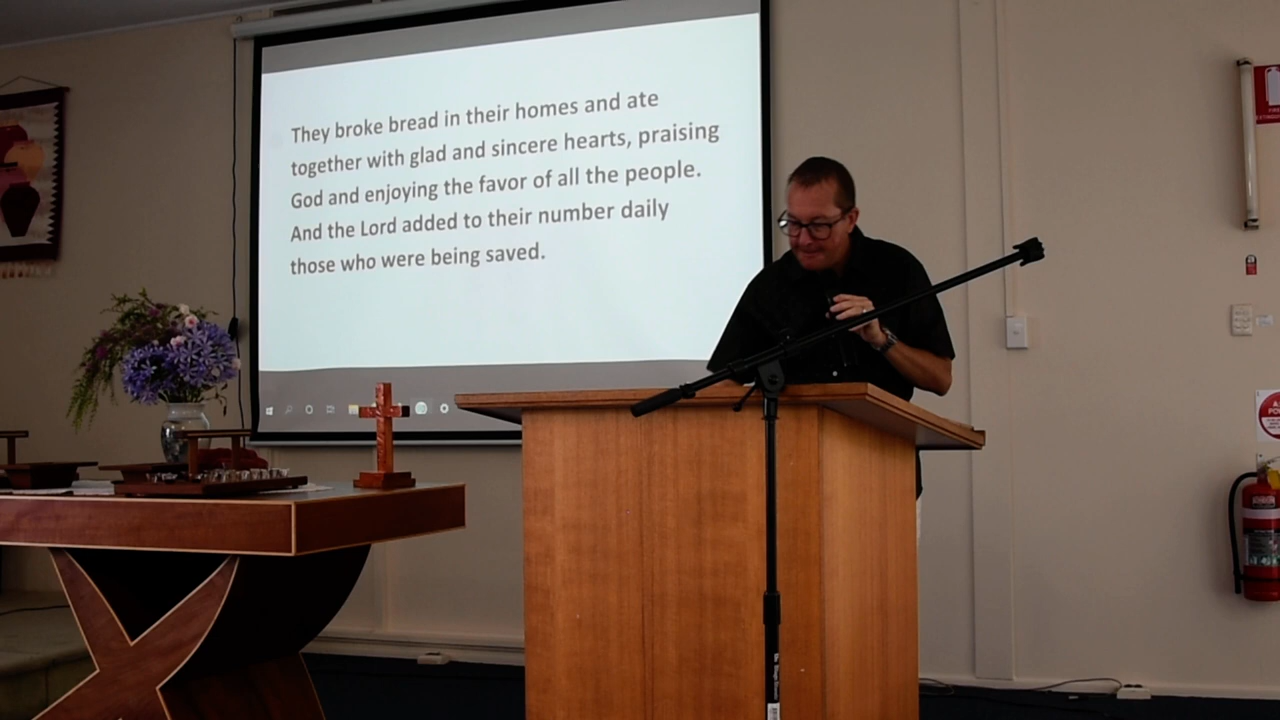 They broke bread in their homes and ate
together with glad and sincere hearts, praising
God and enjoying the favor of all the people.
And the Lord added to their number daily
those who were being saved.